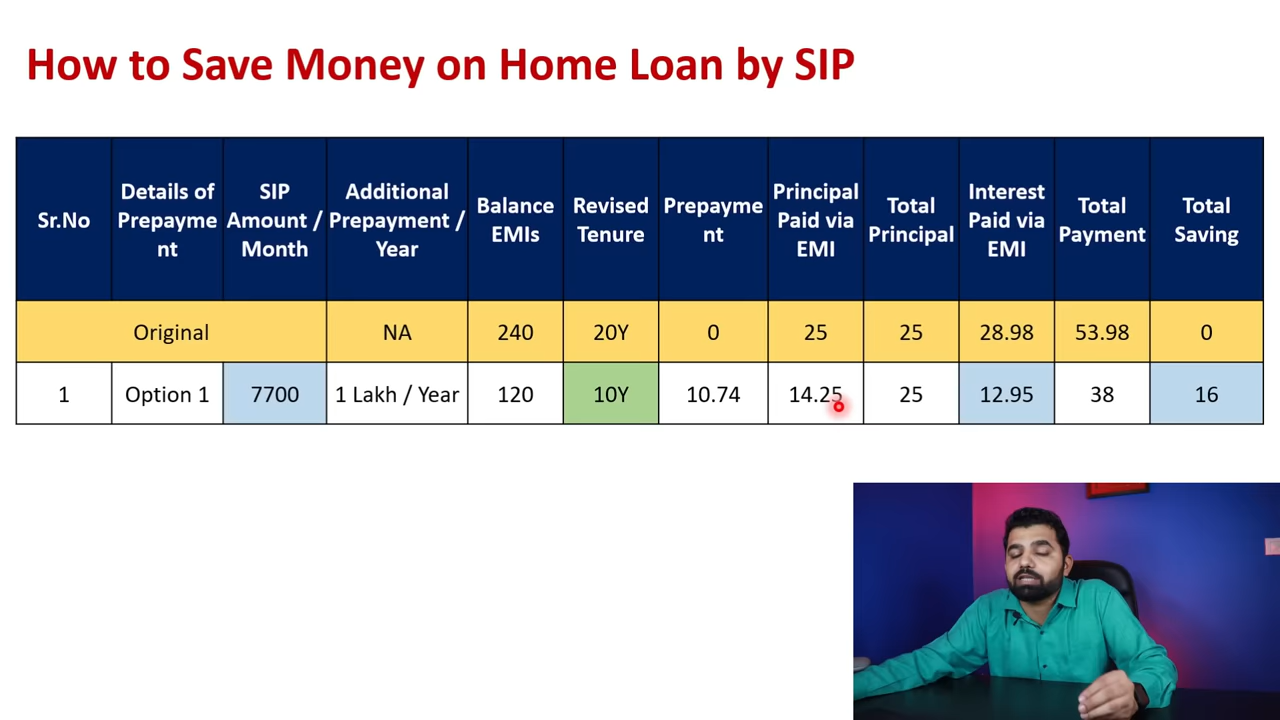 How to Save Money on Home Loan by SIP
Sr.No
Details of
Prepayme
nt
SIP
Amount /
Month
Additional
Prepayment /
Year
Balance
EMIs
Revised
Tenure
Prepayme
nt
Principal
Paid via
EMI
Total
Principal
Interest
Paid via
EMI
Total
Payment
Total
Saving
Original
NA
240
20Y
0
25
25
28.98
53.98
0
1
Option 1
7700
1 Lakh / Year
120
10Y
10.74
14.25
25
12.95
38
16